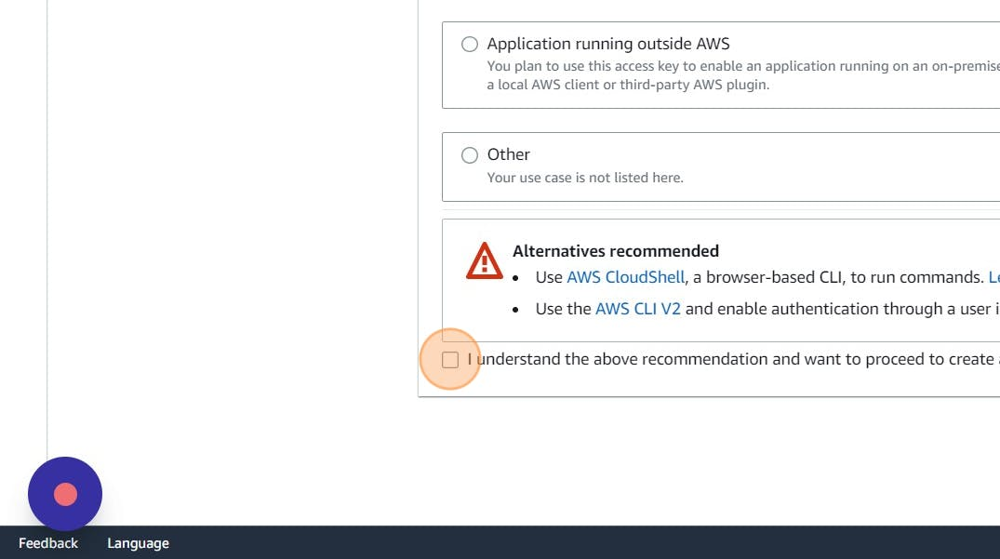 Application running outside AWS
You plan to use this access key to enable an application running on an on-premise
a local AWS client or third-party AWS plugin.
Other
Your use case is not listed here.
Alternatives recommended
• Use AWS CloudShell, a browser-based CLI, to run commands.
• Use the AWS CLI V2 and enable authentication through a user
I understand the above recommendation and want to proceed to create
Feedback Language